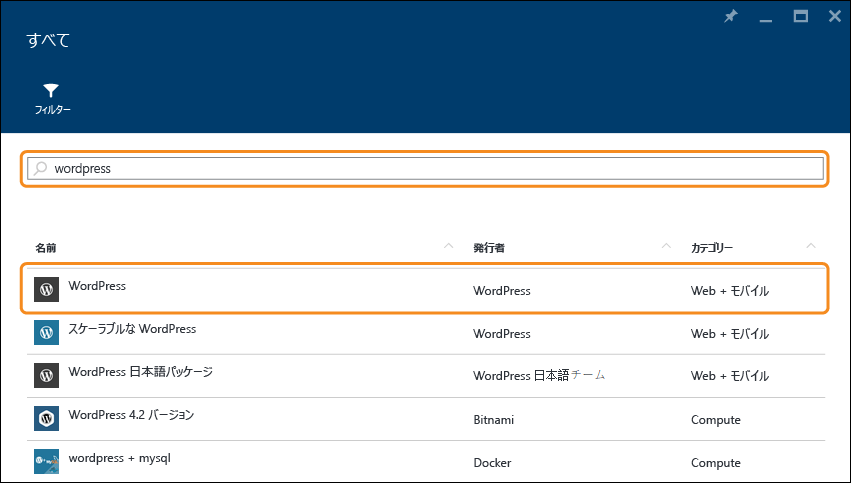 すべて
フィルター
wordpress
名前 発行者 カテゴリー
WordPress WordPress Web + モバイル
スケーラブルな WordPress WordPress Web + モバイル
WordPress 日本語パッケージ WordPress 日本語チーム Web + モバイル
WordPress 4.2 バージョン Bitnami Compute
wordpress + mysql Docker Compute